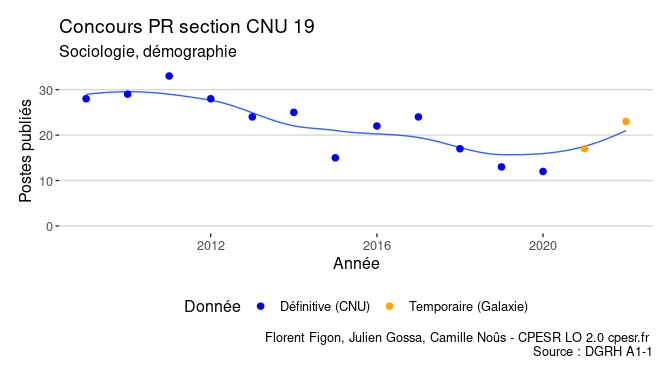 Concours PR section CNU 19
Sociologie, démographie
Postes publiés
30
20
10
0
2012
2016
2020
Année
Donnée
Définitive (CNU)
Temporaire (Galaxie)
Florent Figon, Julien Gossa, Camille Noûs - CPESR LO 2.0 cpesr.fr
Source : DGRH A1-1